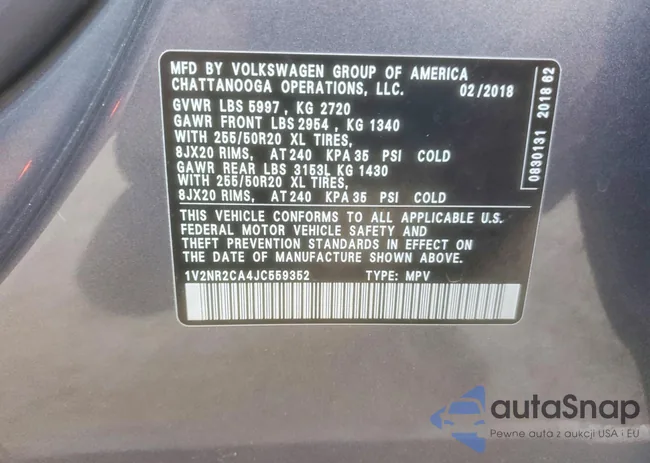 MFD BY VOLKSWAGEN GROUP OF AMERICA
CHATTANOOGA OPERATIONS, LLC. 02/2018
GVWR LBS 5997, KG 2720
GAWR FRONT LBS 2954, KG 1340
WITH 255/50R20 XL TIRES,
8JX20 RIMS, AT 240 KPA 35 PSI COLD
GAWR REAR LBS 3153L KG 1430
WITH 255/50R20 XL TIRES,
8JX20 RIMS, AT 240 KPA 35 PSI COLD
THIS VEHICLE CONFORMS TO ALL APPLICABLE U.S.
FEDERAL MOTOR VEHICLE SAFETY AND
THEFT PREVENTION STANDARDS IN EFFECT ON
THE DATE OF MANUFACTURE SHOWN ABOVE.
1V2NR2CA4JC559352 TYPE: MPV
0830131 2018 62
autoSnap
Pewne auta z aukcji USA i EU